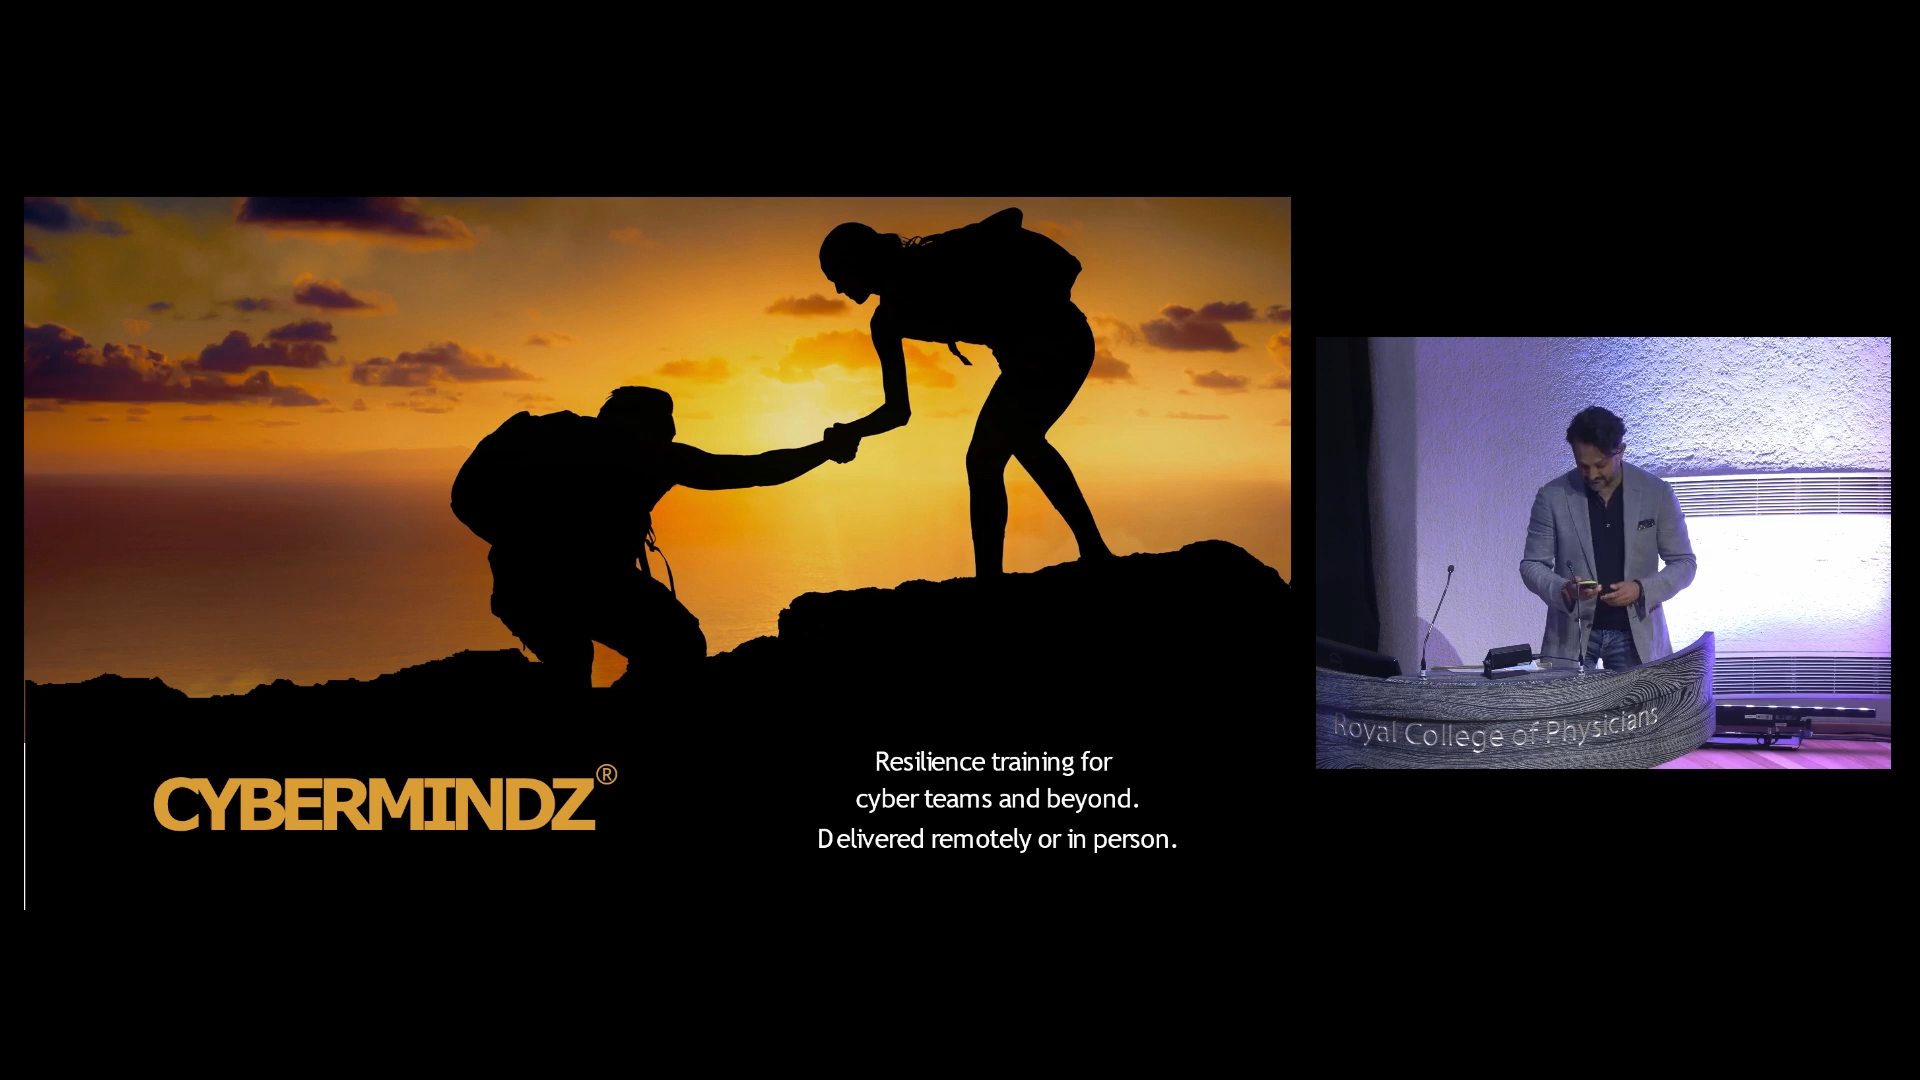 CYBERMINDZ®
Resilience training for
cyber teams and beyond.
Delivered remotely or in person.
Royal College of Physicians